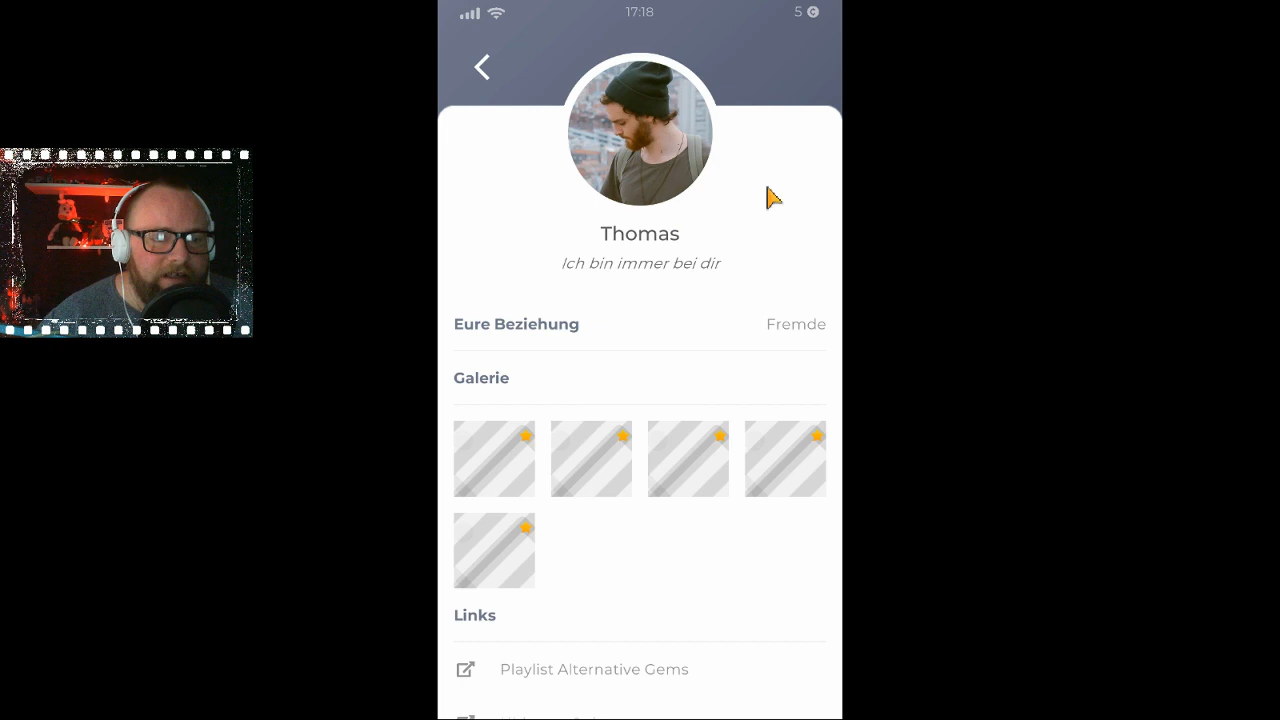 17:18
5
Thomas
Ich bin immer bei dir
Eure Beziehung
Fremde
Galerie
Links
Playlist Alternative Gems